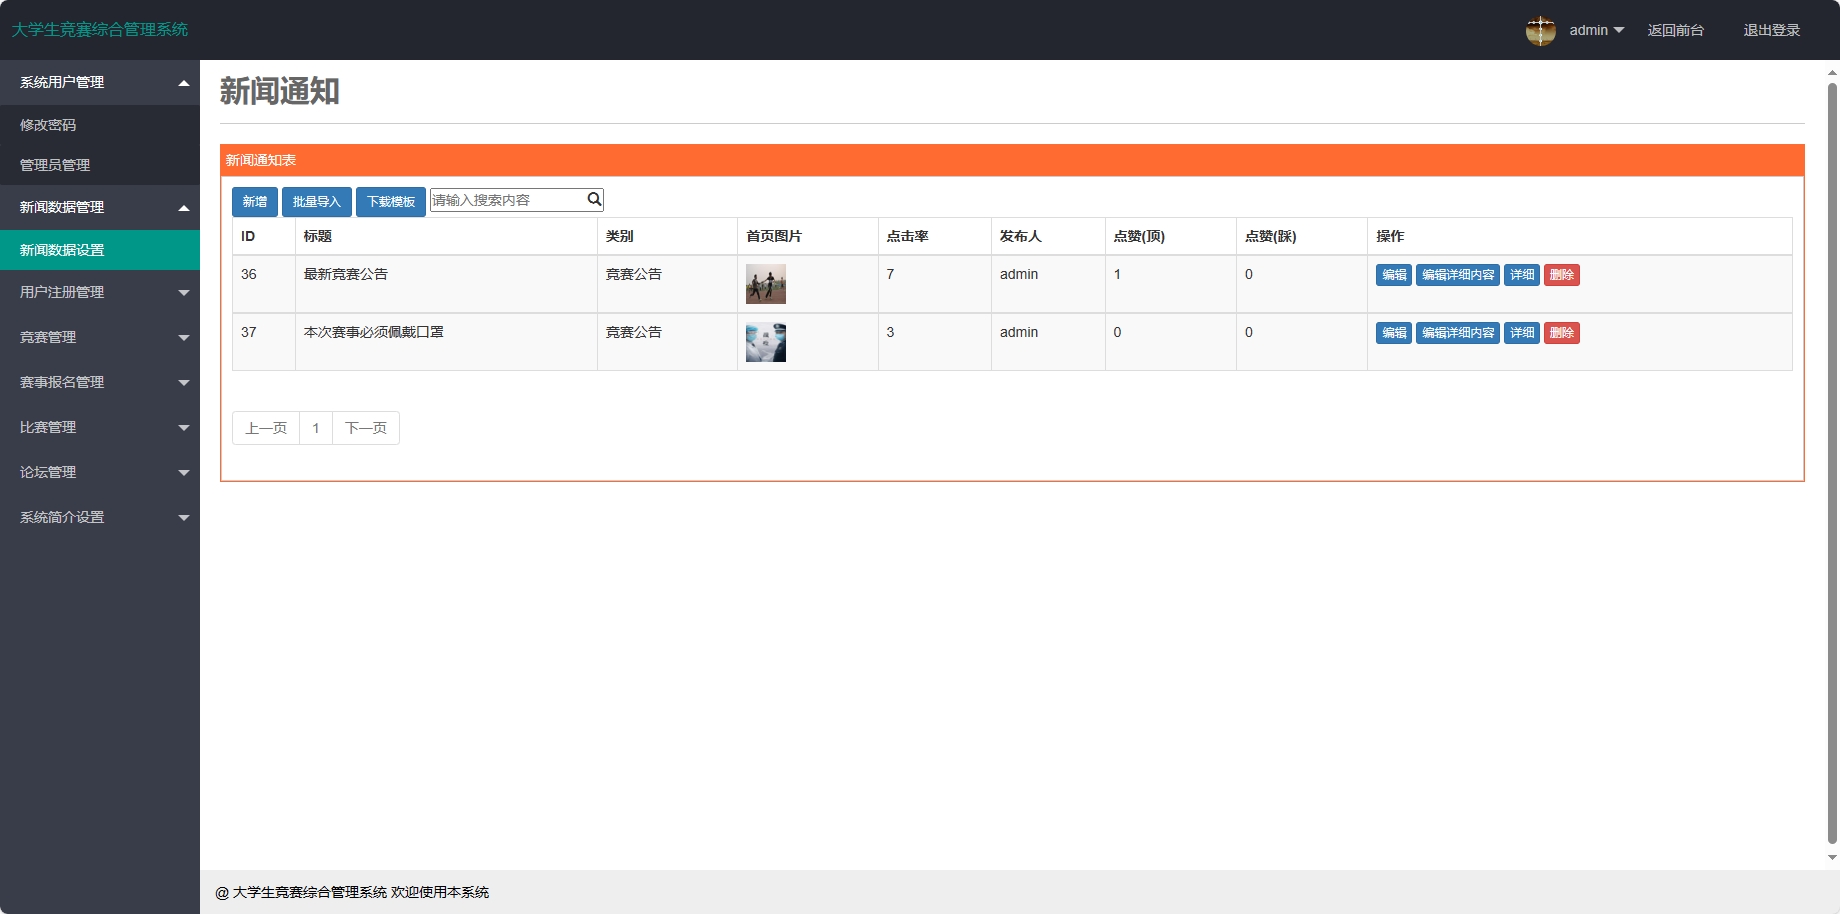 大学生竞赛综合管理系统
admin 返回前台 退出登录
系统用户管理
修改密码
管理员管理
新闻数据管理
新闻数据设置
用户注册管理
竞赛管理
赛事报名管理
比赛管理
论坛管理
系统简介设置
新闻通知
新闻通知表
新增 批量导入 下载模板 请输入搜索内容
ID 标题 类别 首页图片 点击率 发布人 点赞(顶) 点赞(踩) 操作
36 最新竞赛公告 竞赛公告 7 admin 1 0 编辑 编辑详细内容 详细 删除
37 本次赛事必须佩戴口罩 竞赛公告 3 admin 0 0 编辑 编辑详细内容 详细 删除
上一页 1 下一页
@ 大学生竞赛综合管理系统 欢迎使用本系统